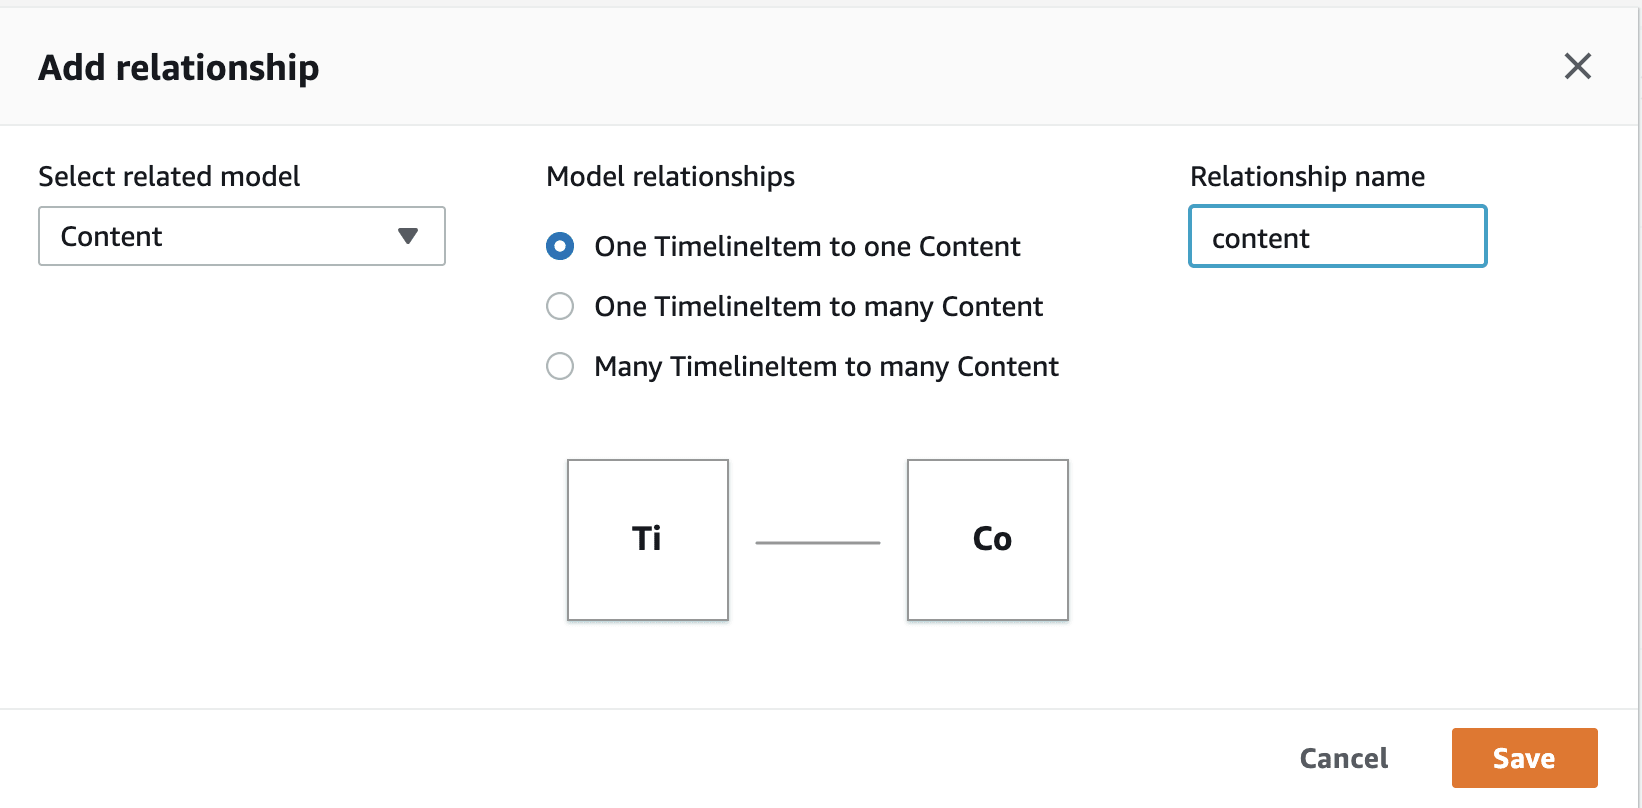 Add relationship
Select related model
Content
Model relationships
One TimelineItem to one Content
One TimelineItem to many Content
Many TimelineItem to many Content
Relationship name
content
Ti
Co
Cancel
Save